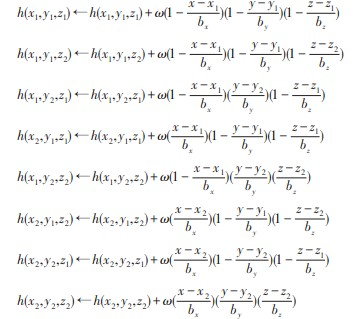 h(x₁,y₁,z₁)←h(x₁,y₁,z₁)+ω(1−(x−x₁)/bₓ)(1−(y−y₁)/b_y)(1−(z−z₁)/b_z)
h(x₁,y₁,z₂)←h(x₁,y₁,z₂)+ω(1−(x−x₁)/bₓ)(1−(y−y₁)/b_y)(1−(z−z₂)/b_z)
h(x₁,y₂,z₁)←h(x₁,y₂,z₁)+ω(1−(x−x₁)/bₓ)((y−y₂)/b_y)(1−(z−z₁)/b_z)
h(x₂,y₁,z₁)←h(x₂,y₁,z₁)+ω((x−x₁)/bₓ)(1−(y−y₁)/b_y)(1−(z−z₁)/b_z)
h(x₁,y₂,z₂)←h(x₁,y₂,z₂)+ω(1−(x−x₁)/bₓ)((y−y₂)/b_y)((z−z₂)/b_z)
h(x₂,y₂,z₂)←h(x₂,y₂,z₂)+ω((x−x₂)/bₓ)(1−(y−y₁)/b_y)(1−(z−z₂)/b_z)
h(x₂,y₂,z₁)←h(x₂,y₂,z₁)+ω((x−x₂)/bₓ)(1−(y−y₂)/b_y)(1−(z−z₁)/b_z)
h(x₂,y₂,z₂)←h(x₂,y₂,z₂)+ω((x−x₂)/bₓ)((y−y₂)/b_y)((z−z₂)/b_z)